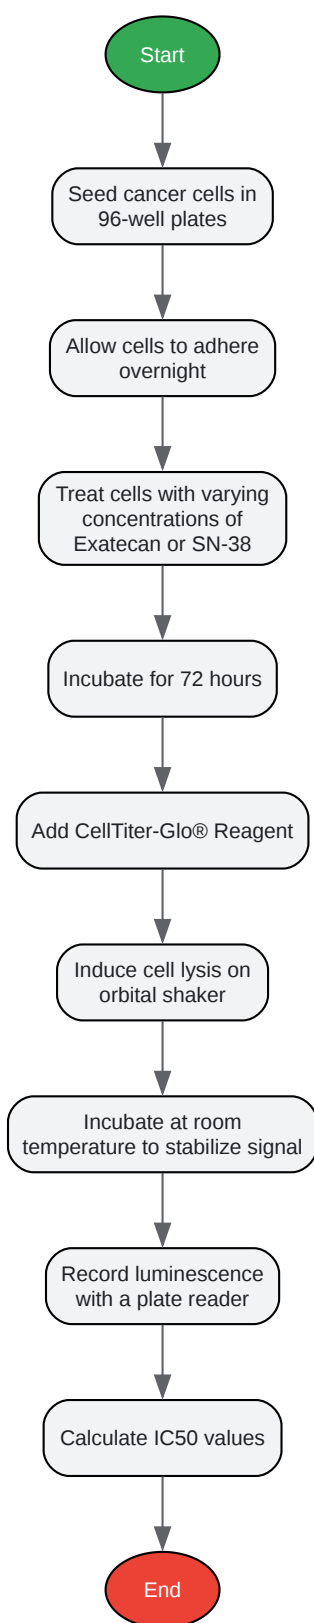 Start
Seed cancer cells in
96-well plates
Allow cells to adhere
overnight
Treat cells with varying
concentrations of
Exatecan or SN-38
Incubate for 72 hours
Add CellTiter-Glo® Reagent
Induce cell lysis on
orbital shaker
Incubate at room
temperature to stabilize signal
Record luminescence
with a plate reader
Calculate IC50 values
End